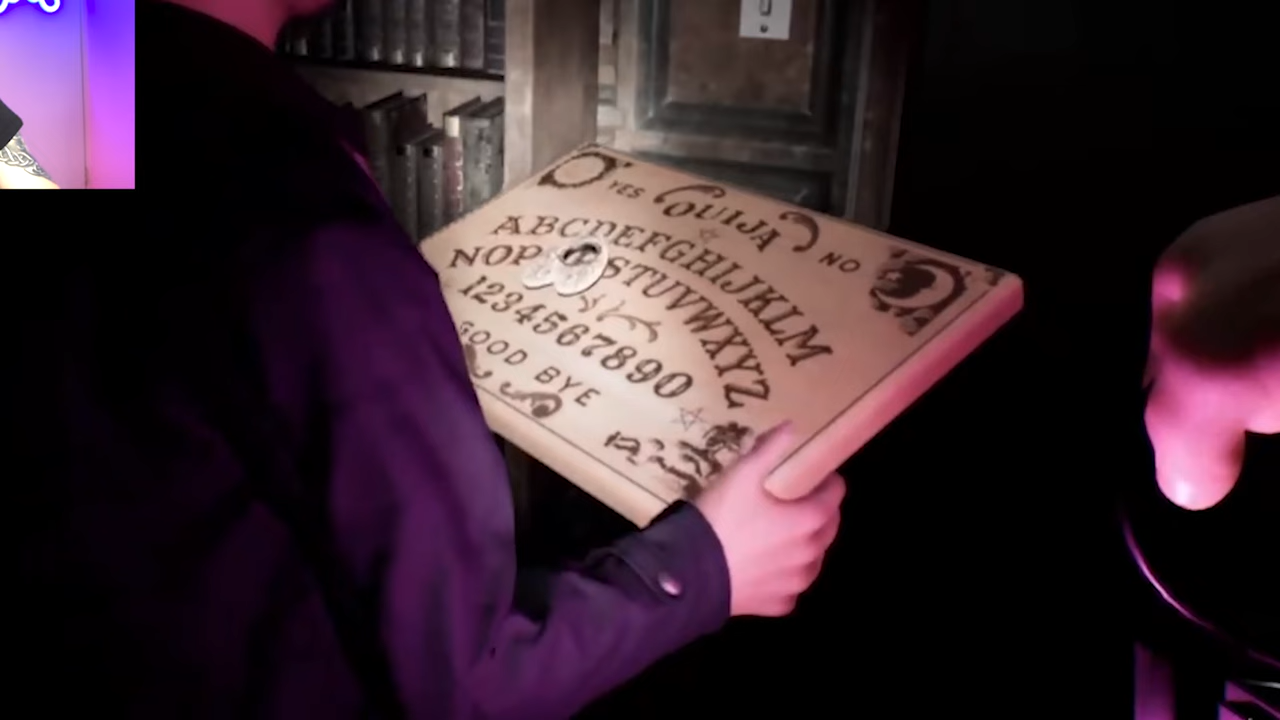 YES OUIJA NO
ABCDEFGHIJKLM
NOP STUVWXYZ
1234567890
GOOD BYE